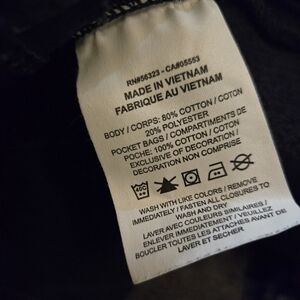 RN#56323 - CA#05553
MADE IN VIETNAM
FABRIQUE AU VIETNAM
BODY / CORPS: 80% COTTON / COTON
20% POLYESTER
POCKET BAGS / COMPARTIMENTS DE
POCHE: 100% COTTON / COTON
EXCLUSIVE OF DECORATION /
DECORATION NON COMPRISE
WASH WITH LIKE COLORS / REMOVE
IMMEDIATELY / FASTEN ALL CLOSURES TO
WASH AND DRY
LAVER AVEC COULEURS SIMILAIRES /
ENLEVER IMMEDIATEMENT / VEUILLEZ
BOUCLER TOUTES LES ATTACHES AVANT DE
LAVER ET SECHER